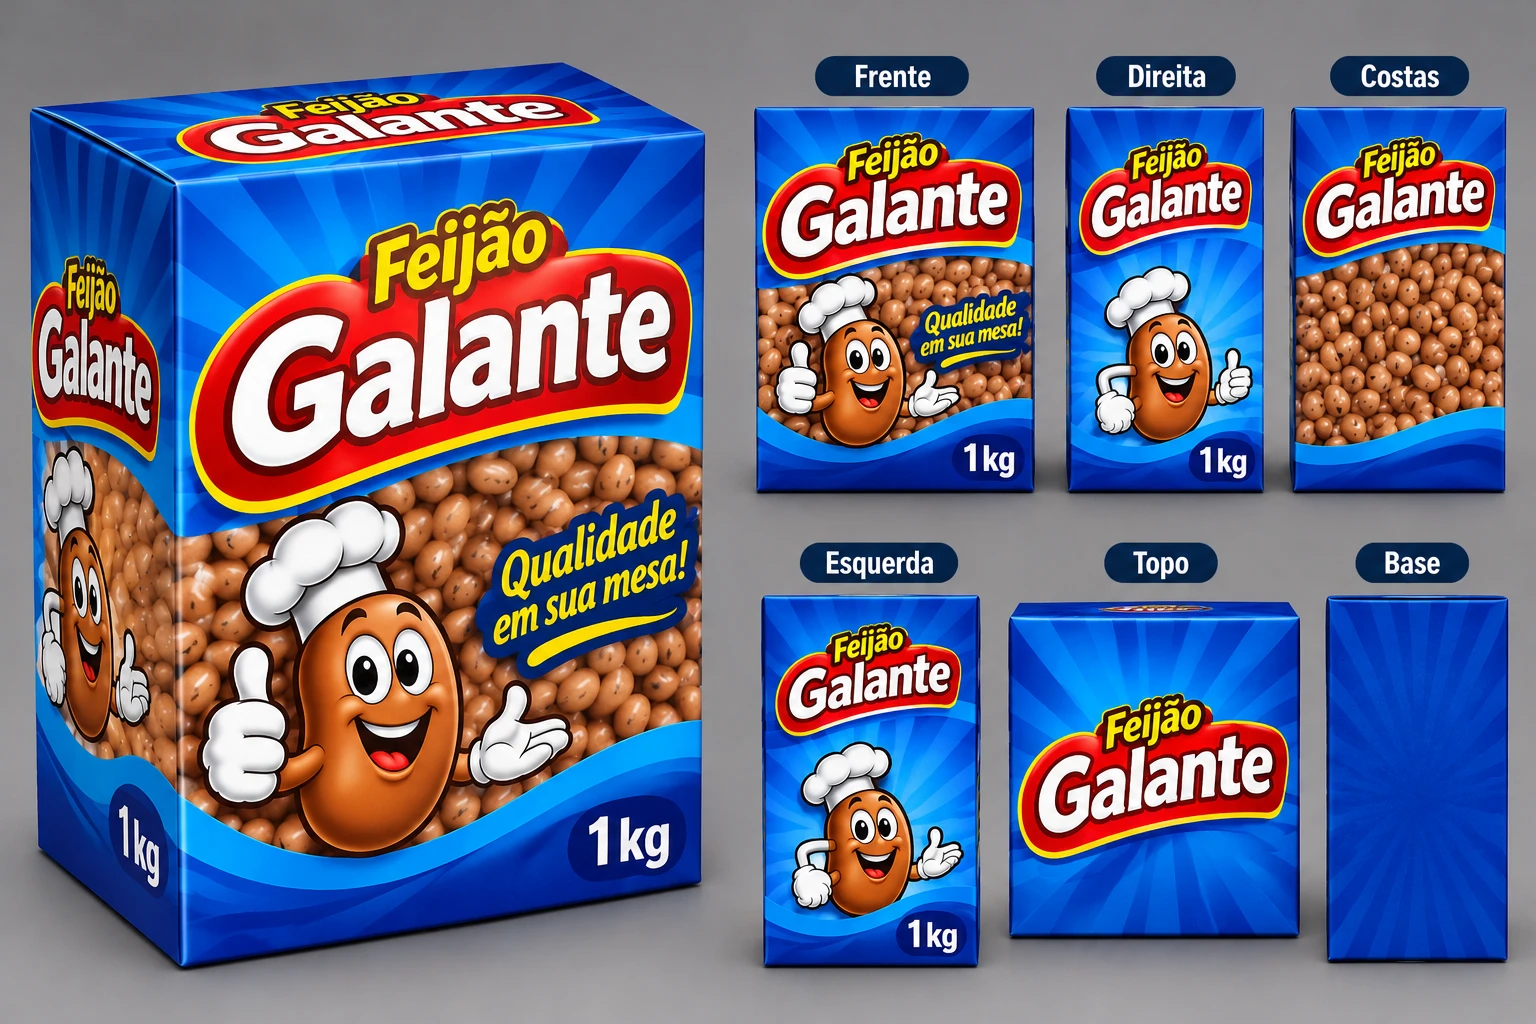 Feijão
Galante
Feijão
Galante
1kg
Feijão
Galante
Qualidade
em sua mesa!
1kg
Frente
Feijão
Galante
Qualidade
em sua mesa!
1kg
Direita
Feijão
Galante
1kg
Costas
Feijão
Galante
Esquerda
Feijão
Galante
1kg
Topo
Feijão
Galante
Base